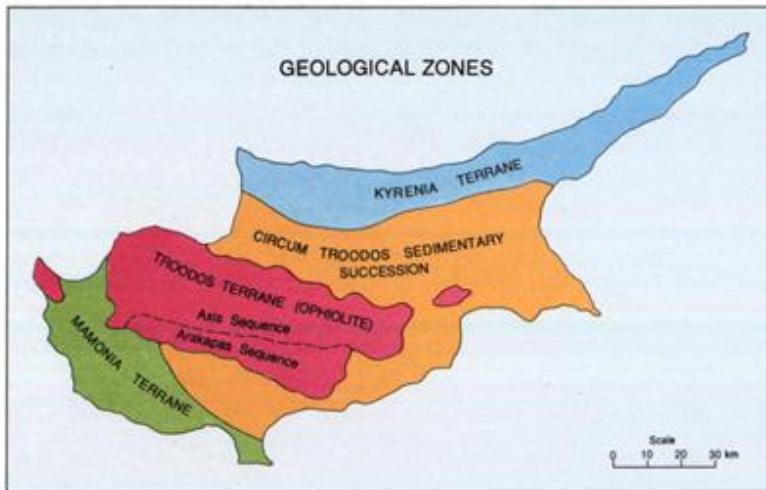 GEOLOGICAL ZONES
KYRENIA TERRANE
CIRCUM TROODOS SEDIMENTARY
SUCCESSION
TROODOS TERRANE (OPHIOLITE)
Axis Sequence
Arakapas Sequence
MAMONIA TERRANE
Scale
0 10 20 30 km